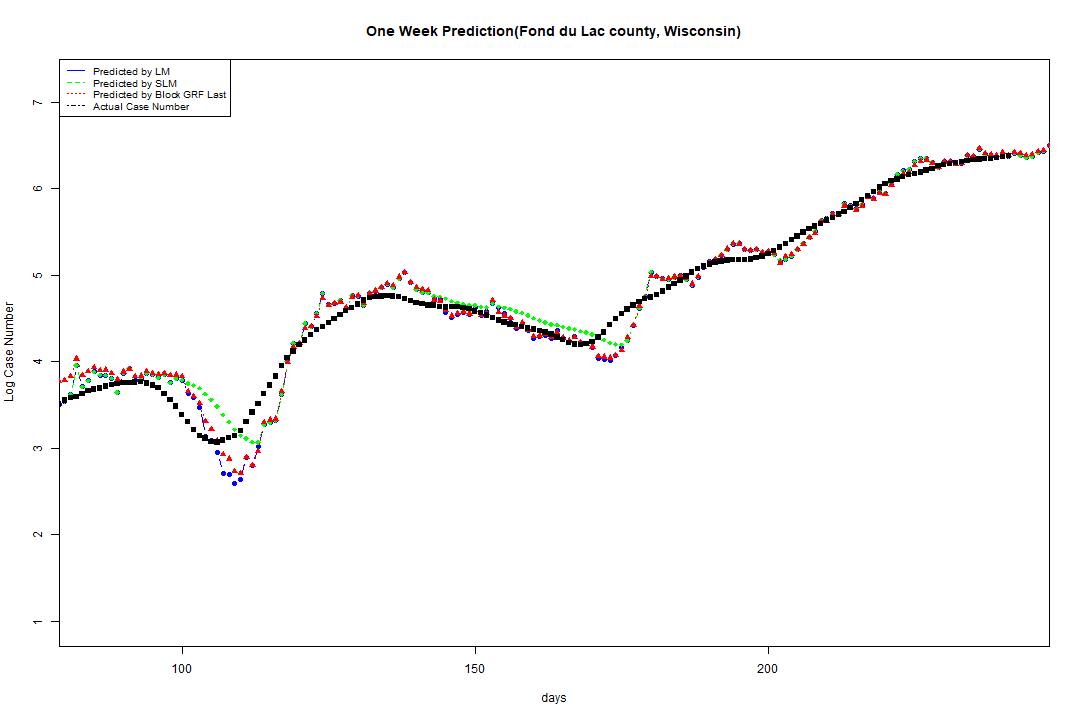 One Week Prediction(Fond du Lac county, Wisconsin)
Predicted by LM
Predicted by SLM
Predicted by Block GRF Last
Actual Case Number
7
6
5
4
3
2
1
Log Case Number
100 150 200
days